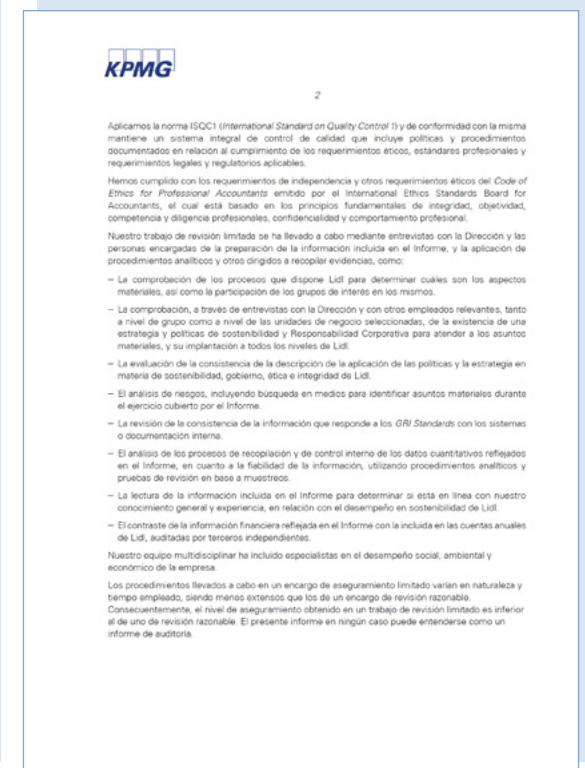 KPMG
2
Aplicamos la norma ISQC1 (International Standard on Quality Control 1) y de conformidad con la misma
mantiene un sistema integral de control de calidad que incluye políticas y procedimientos
documentados en relación al cumplimiento de los requerimientos éticos, estándares profesionales y
requerimientos legales y regulatorios aplicables.
Hemos cumplido con los requerimientos de independencia y otros requerimientos éticos del Code of
Ethics for Professional Accountants emitido por el International Ethics Standards Board for
Accountants, el cual está basado en los principios fundamentales de integridad, objetividad,
competencia y diligencia profesionales, confidencialidad y comportamiento profesional.
Nuestro trabajo de revisión limitada se ha llevado a cabo mediante entrevistas con la Dirección y las
personas encargadas de la preparación de la información incluida en el Informe, y la aplicación de
procedimientos analíticos y otros dirigidos a recopilar evidencias, como:
– La comprobación de los procesos que dispone Lidl para determinar cuáles son los aspectos
materiales, así como la participación de los grupos de interés en los mismos.
– La comprobación, a través de entrevistas con la Dirección y con otros empleados relevantes, tanto
a nivel de grupo como a nivel de las unidades de negocio seleccionadas, de la existencia de una
estrategia y políticas de sostenibilidad y Responsabilidad Corporativa para atender a los asuntos
materiales, y su implantación a todos los niveles de Lidl.
– La evaluación de la consistencia de la descripción de la aplicación de las políticas y la estrategia en
materia de sostenibilidad, gobierno, ética e integridad de Lidl.
– El análisis de riesgos, incluyendo búsqueda en medios para identificar asuntos materiales durante
el ejercicio cubierto por el Informe.
– La revisión de la consistencia de la información que responde a los GRI Standards con los sistemas
o documentación interna.
– El análisis de los procesos de recopilación y de control interno de los datos cuantitativos reflejados
en el Informe, en cuanto a la fiabilidad de la información, utilizando procedimientos analíticos y
pruebas de revisión en base a muestreos.
– La lectura de la información incluida en el Informe para determinar si está en línea con nuestro
conocimiento general y experiencia, en relación con el desempeño en sostenibilidad de Lidl.
– El contraste de la información financiera reflejada en el Informe con la incluida en las cuentas anuales
de Lidl, auditadas por terceros independientes.
Nuestro equipo multidisciplinar ha incluido especialistas en el desempeño social, ambiental y
económico de la empresa.
Los procedimientos llevados a cabo en un encargo de aseguramiento limitado varían en naturaleza y
tiempo empleado, siendo menos extensos que los de un encargo de revisión razonable.
Consecuentemente, el nivel de aseguramiento obtenido en un trabajo de revisión limitado es inferior
al de uno de revisión razonable. El presente informe en ningún caso puede entenderse como un
informe de auditoría.